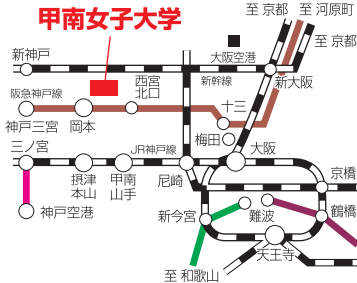 至 京都
至 河原町
甲南女子大学
至 京都
新神戸
大阪空港
新幹線
新大阪
西宮
北口
阪急神戸線
十三
神戸三宮
岡本
梅田
三ノ宮
JR神戸線
大阪
摂津
本山
甲南
山手
尼崎
京橋
神戸空港
新今宮
難波
鶴橋
天王寺
至 和歌山